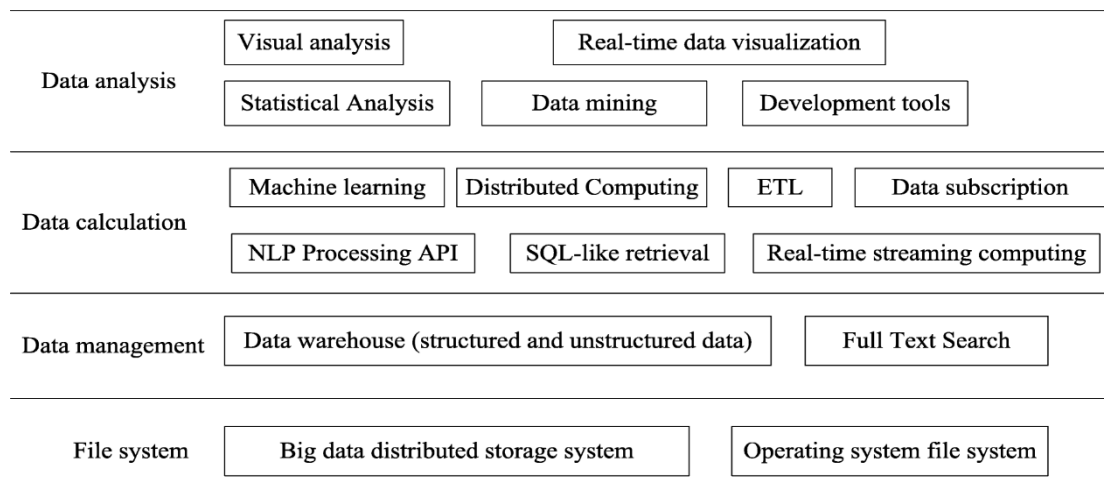 Visual analysis Real-time data visualization
Data analysis
Statistical Analysis Data mining Development tools
Machine learning Distributed Computing ETL Data subscription
Data calculation
NLP Processing API SQL-like retrieval Real-time streaming computing
Data management Data warehouse (structured and unstructured data) Full Text Search
File system Big data distributed storage system Operating system file system